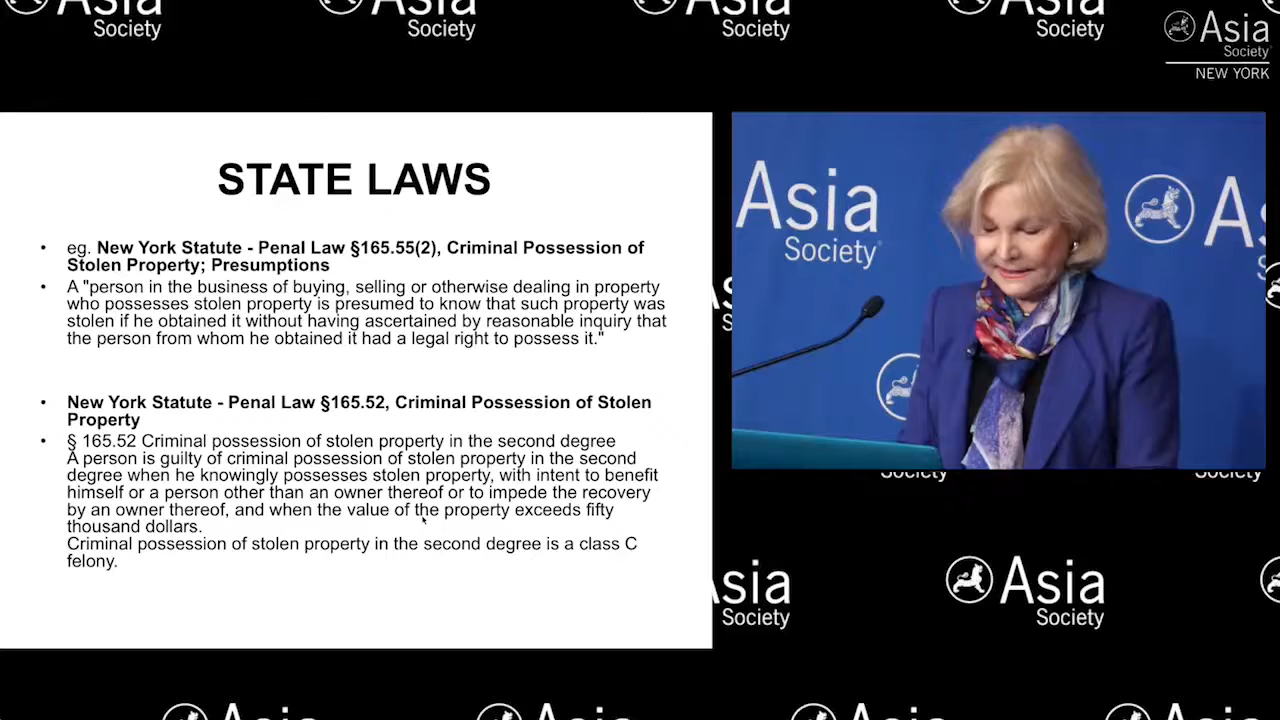 Asia
Society
Asia
Society
Asia
Society
Asia
Society
Asia
Society
NEW YORK
STATE LAWS
• eg. New York Statute - Penal Law §165.55(2), Criminal Possession of
Stolen Property; Presumptions
• A "person in the business of buying, selling or otherwise dealing in property
who possesses stolen property is presumed to know that such property was
stolen if he obtained it without having ascertained by reasonable inquiry that
the person from whom he obtained it had a legal right to possess it."
• New York Statute - Penal Law §165.52, Criminal Possession of Stolen
Property
• § 165.52 Criminal possession of stolen property in the second degree
A person is guilty of criminal possession of stolen property in the second
degree when he knowingly possesses stolen property, with intent to benefit
himself or a person other than an owner thereof or to impede the recovery
by an owner thereof, and when the value of the property exceeds fifty
thousand dollars.
Criminal possession of stolen property in the second degree is a class C
felony.
Asia
Society
A
Society
Society
sia
Society
Asia
Society
Asia
Asia
Asia
Asia